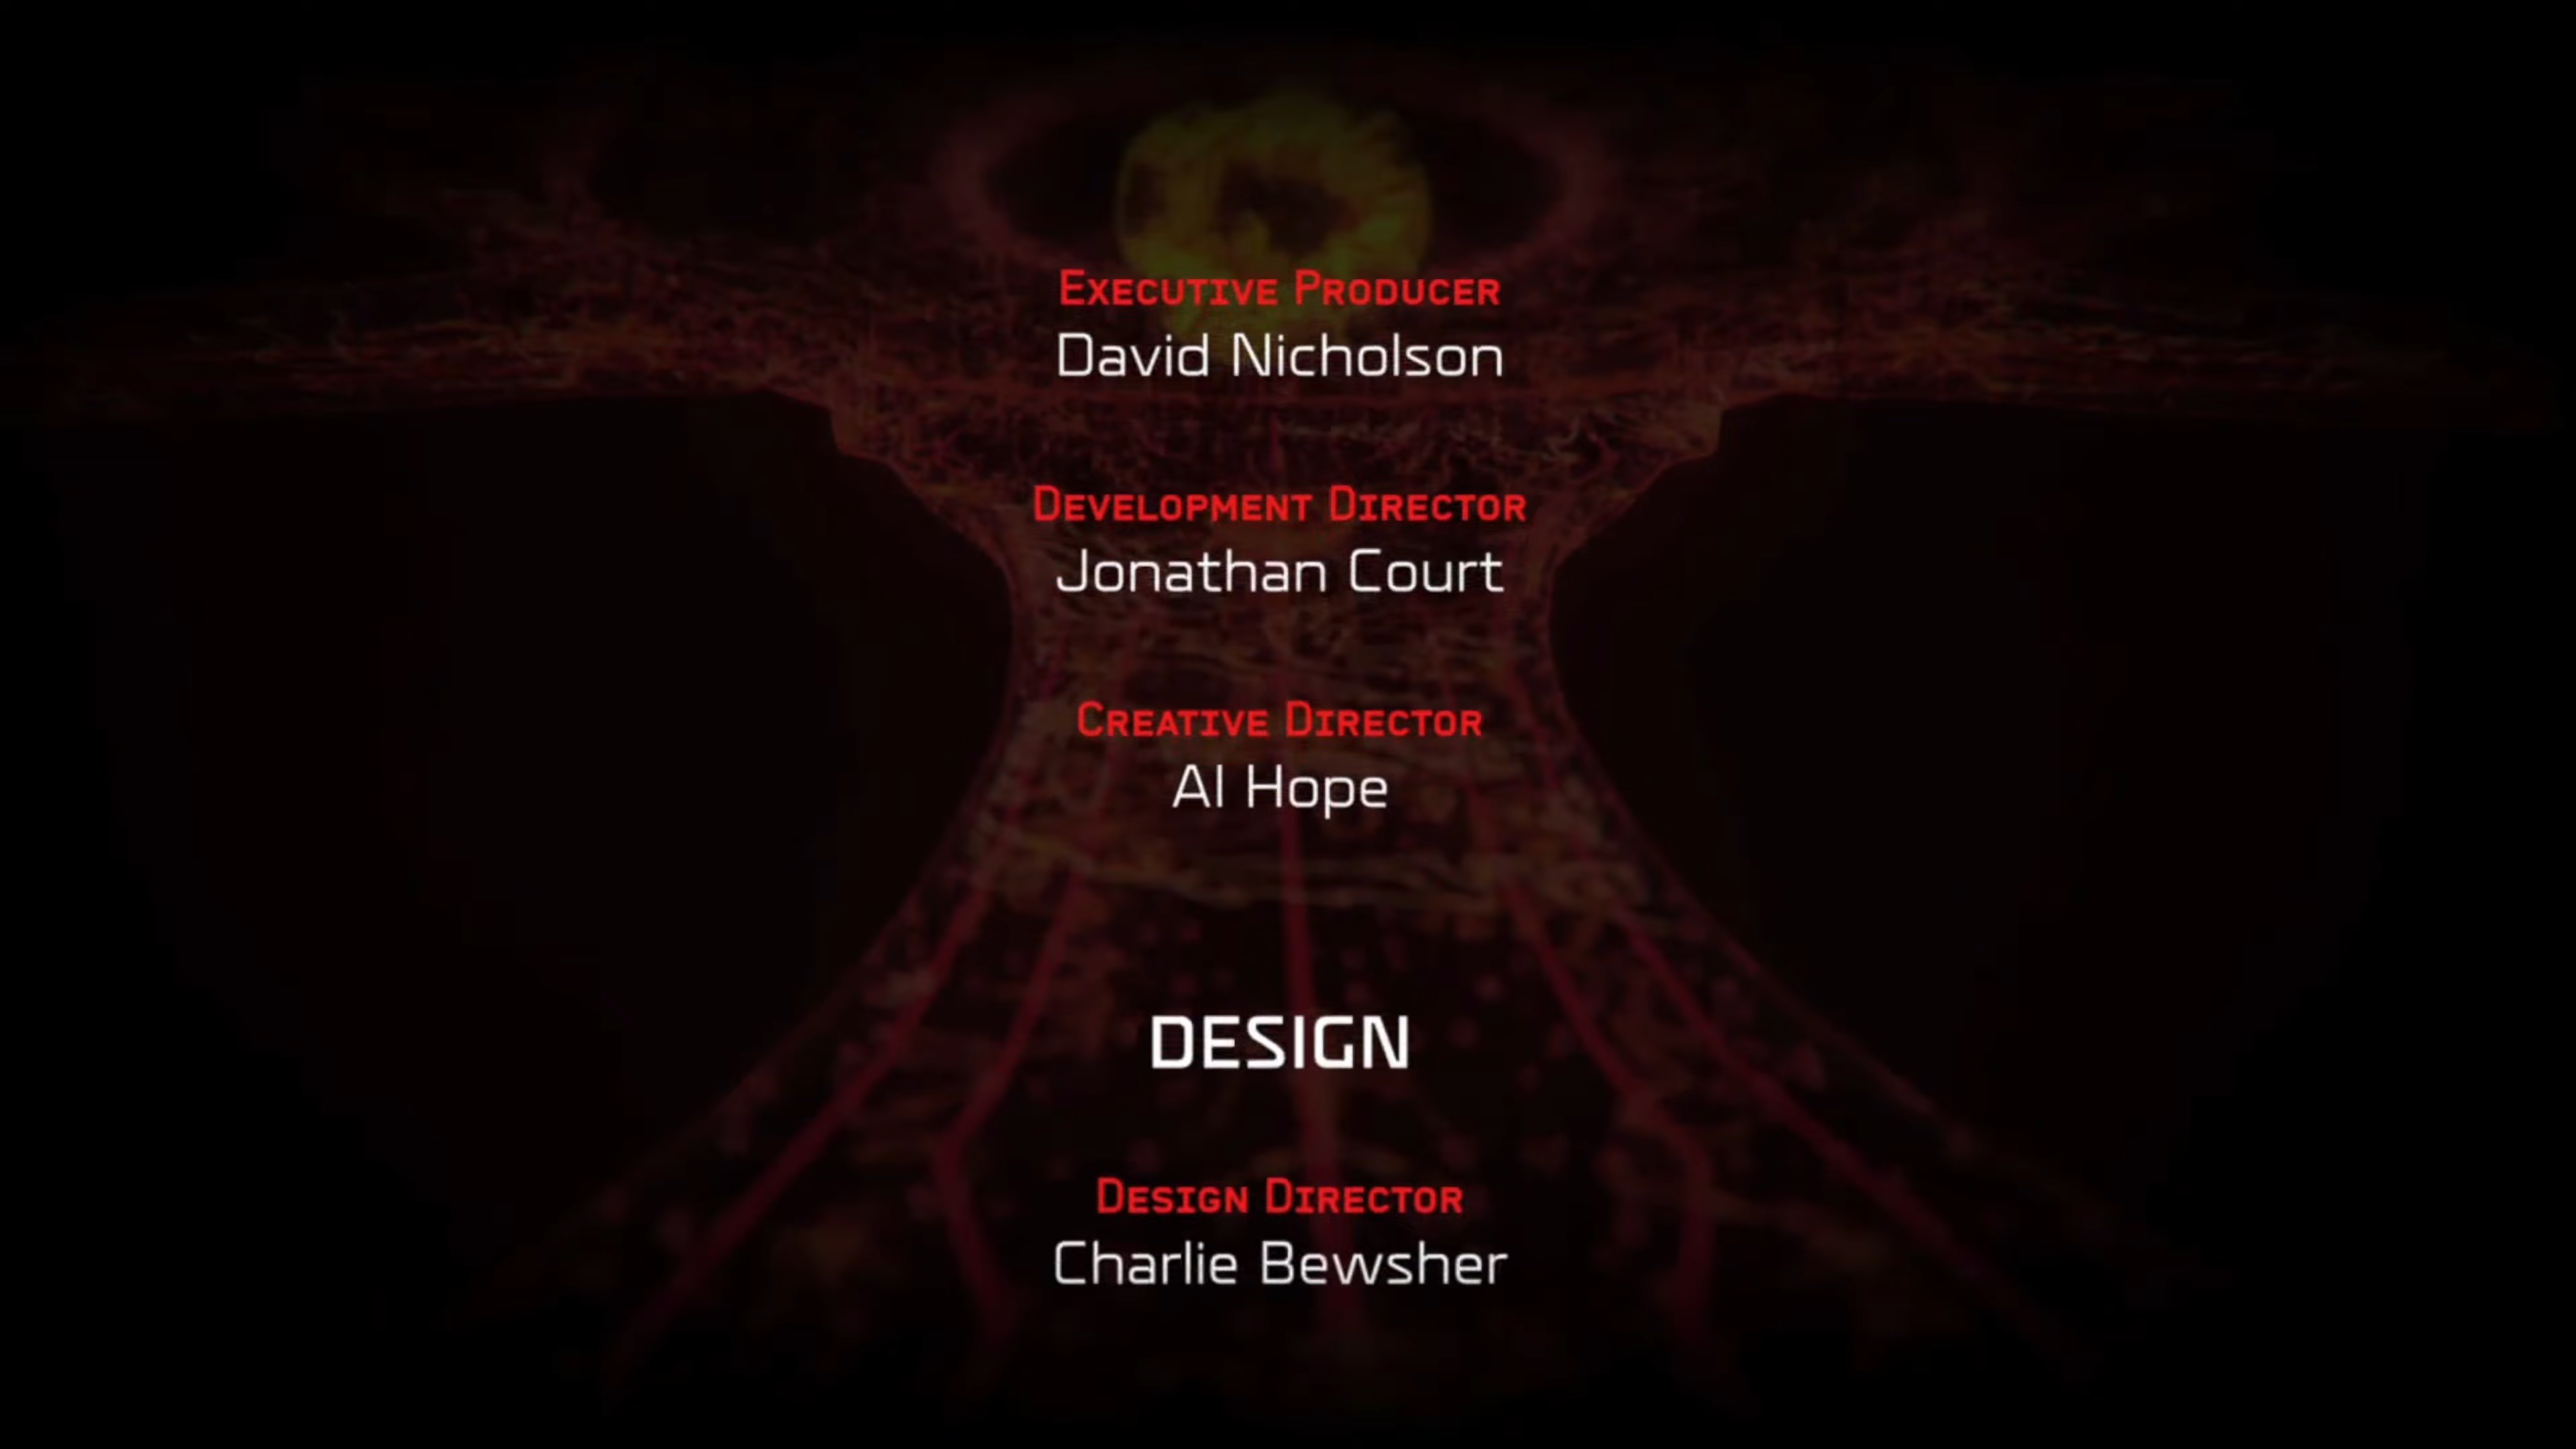 Executive Producer
David Nicholson
Development Director
Jonathan Court
Creative Director
Al Hope
DESIGN
Design Director
Charlie Bewsher